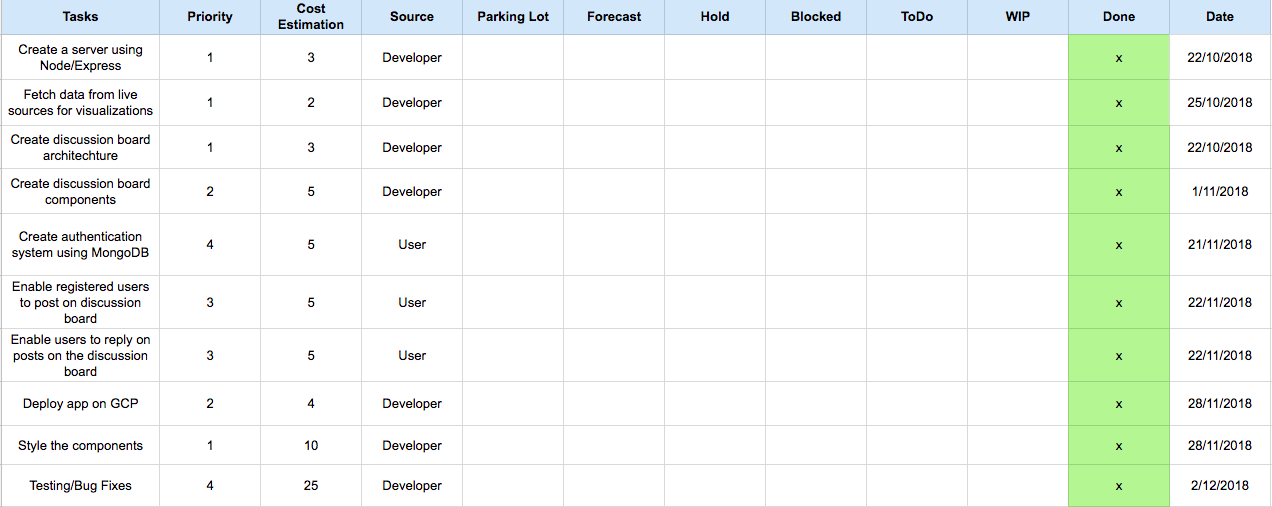 Tasks Priority Cost Estimation Source Parking Lot Forecast Hold Blocked ToDo WIP Done Date
Create a server using Node/Express 1 3 Developer x 22/10/2018
Fetch data from live sources for visualizations 1 2 Developer x 25/10/2018
Create discussion board architechture 1 3 Developer x 22/10/2018
Create discussion board components 2 5 Developer x 1/11/2018
Create authentication system using MongoDB 4 5 User x 21/11/2018
Enable registered users to post on discussion board 3 5 User x 22/11/2018
Enable users to reply on posts on the discussion board 3 5 User x 22/11/2018
Deploy app on GCP 2 4 Developer x 28/11/2018
Style the components 1 10 Developer x 28/11/2018
Testing/Bug Fixes 4 25 Developer x 2/12/2018